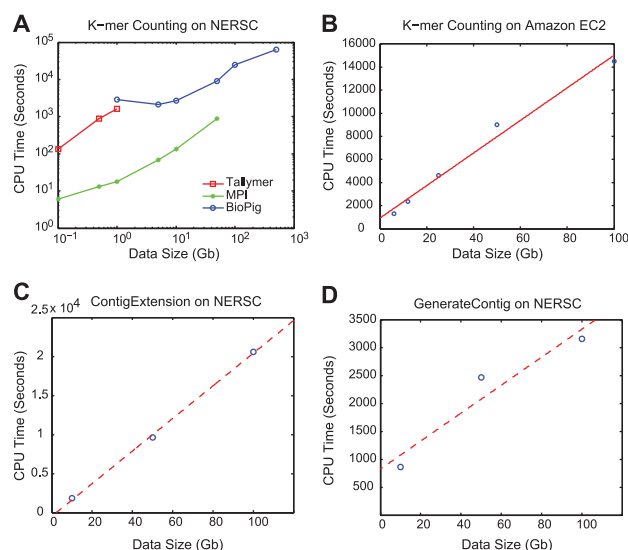 A
K-mer Counting on NERSC
CPU Time (Seconds)
10^5
10^4
10^3
10^2
10^1
10^0
10^-1
10^0
10^1
10^2
10^3
Data Size (Gb)
Tallymer
MPI
BioPig
B
K-mer Counting on Amazon EC2
CPU Time (Seconds)
16000
14000
12000
10000
8000
6000
4000
2000
0
0
20
40
60
80
100
Data Size (Gb)
C
ContigExtension on NERSC
CPU Time (Seconds)
2.5x 10^4
2
1.5
1
0.5
0
0
20
40
60
80
100
Data Size (Gb)
D
GenerateContig on NERSC
CPU Time (Seconds)
3500
3000
2500
2000
1500
1000
500
0
20
40
60
80
100
Data Size (Gb)